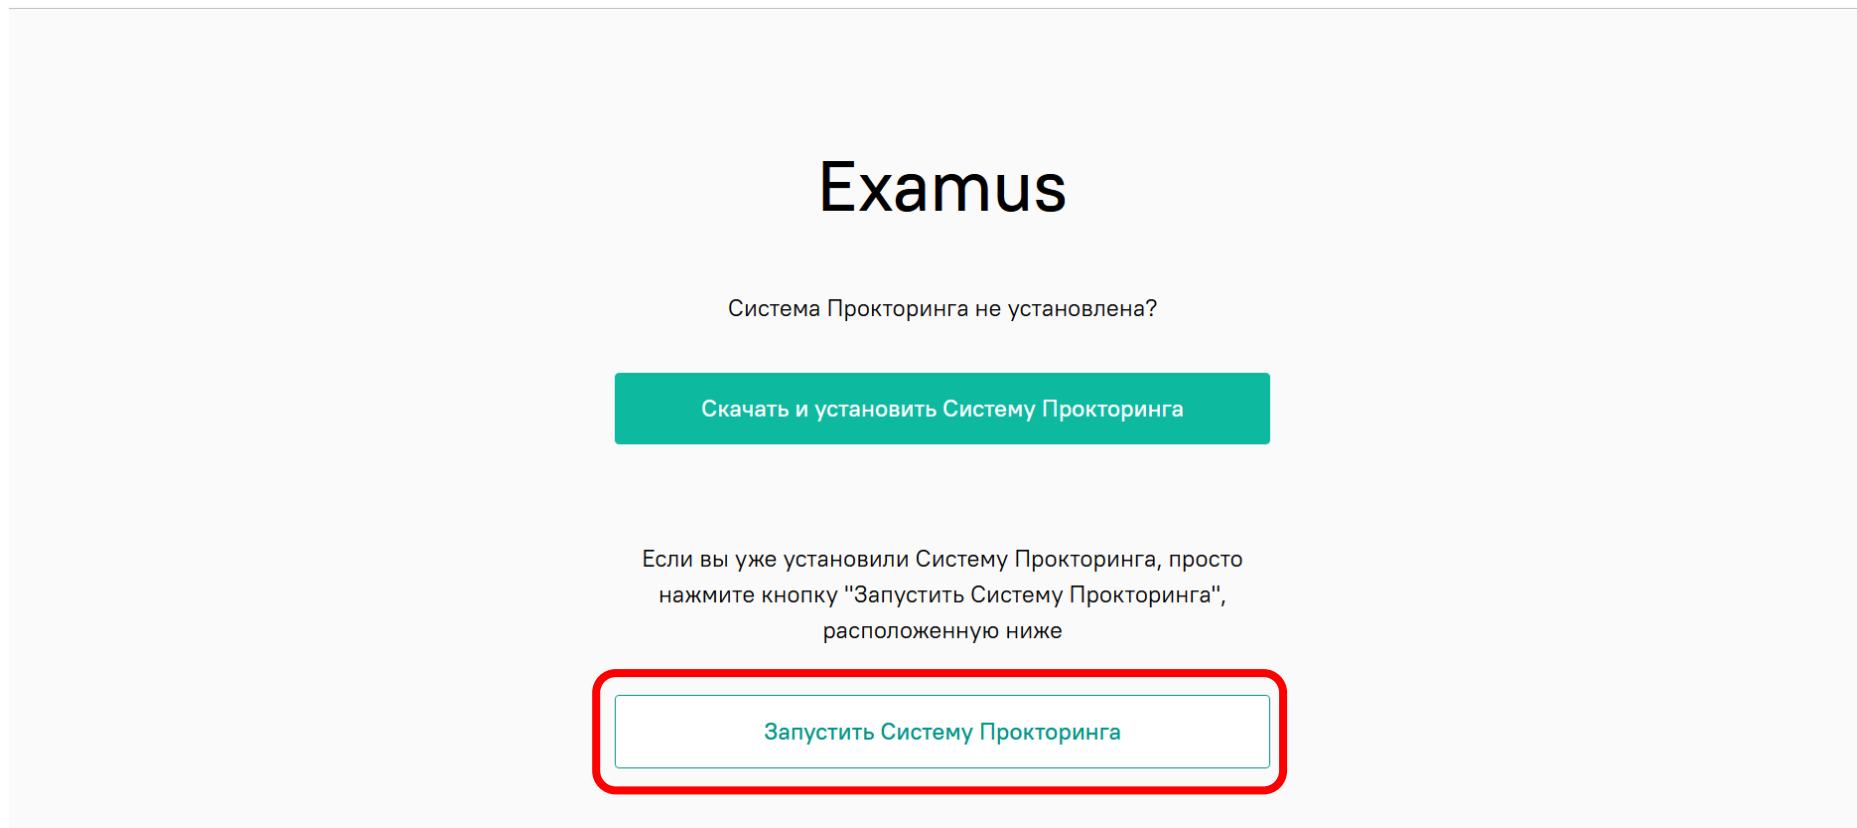 Examus
Система Прокторинга не установлена?
Скачать и установить Систему Прокторинга
Если вы уже установили Систему Прокторинга, просто
нажмите кнопку "Запустить Систему Прокторинга",
расположенную ниже
Запустить Систему Прокторинга